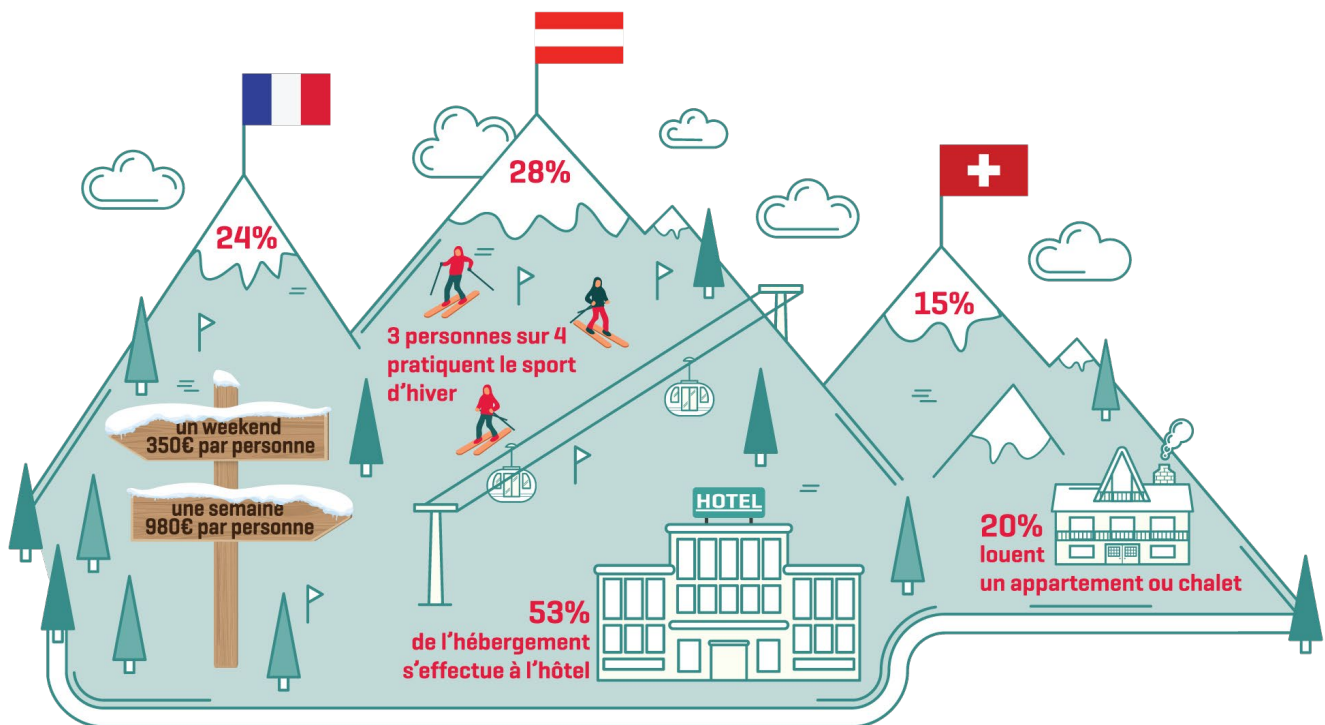 24%
28%
15%
3 personnes sur 4
pratiquent le sport
d'hiver
un weekend
350€ par personne
une semaine
980€ par personne
HOTEL
53%
de l'hébergement
s'effectue à l'hôtel
20%
louent
un appartement ou chalet